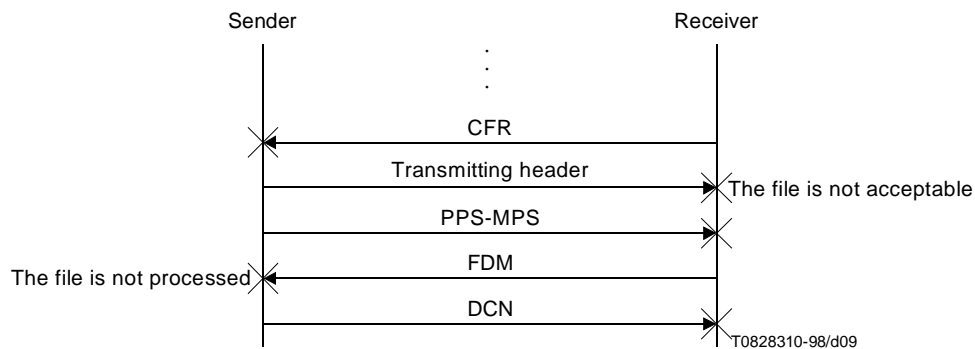 Sender
Receiver
CFR
Transmitting header
The file is not acceptable
PPS-MPS
FDM
The file is not processed
DCN
T0828310-98/d09